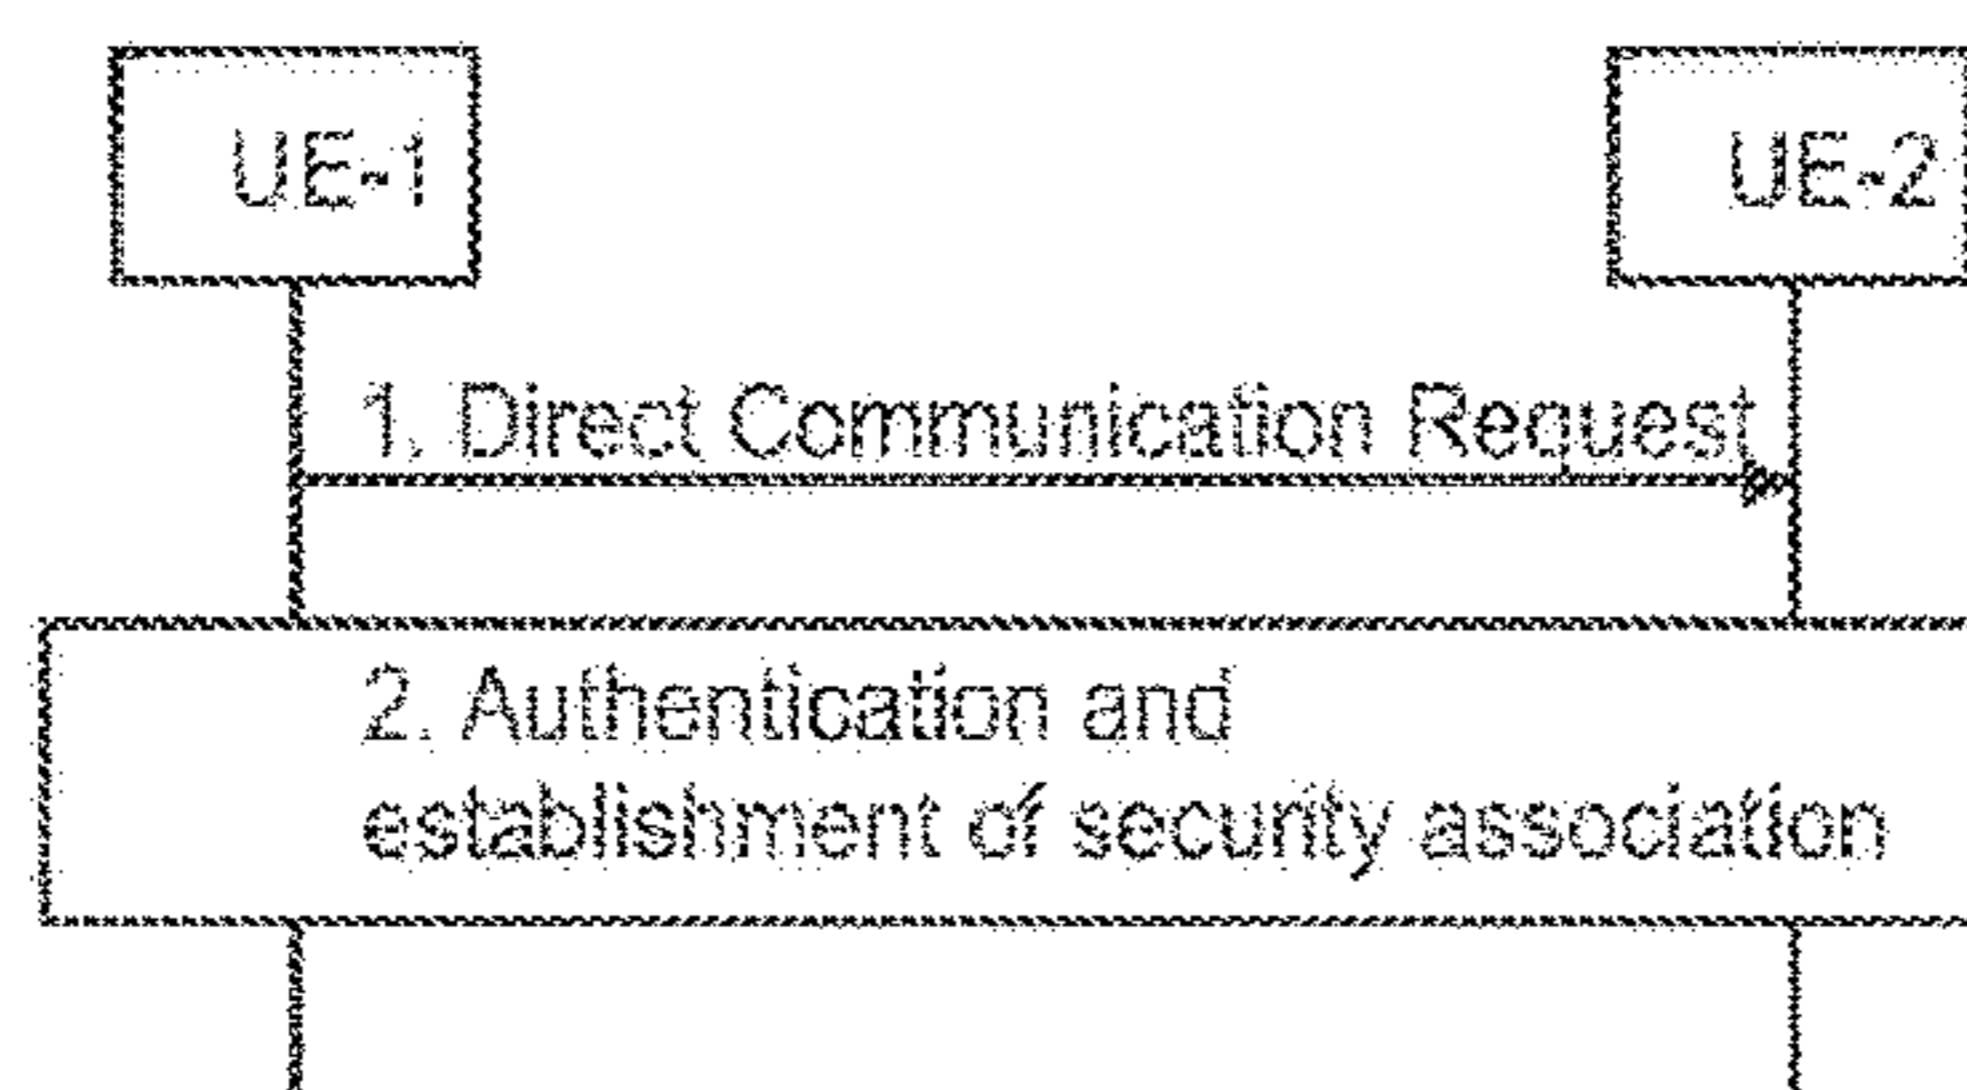 UE-1
UE-2
1. Direct Communication Request
2. Authentication and
establishment of security association